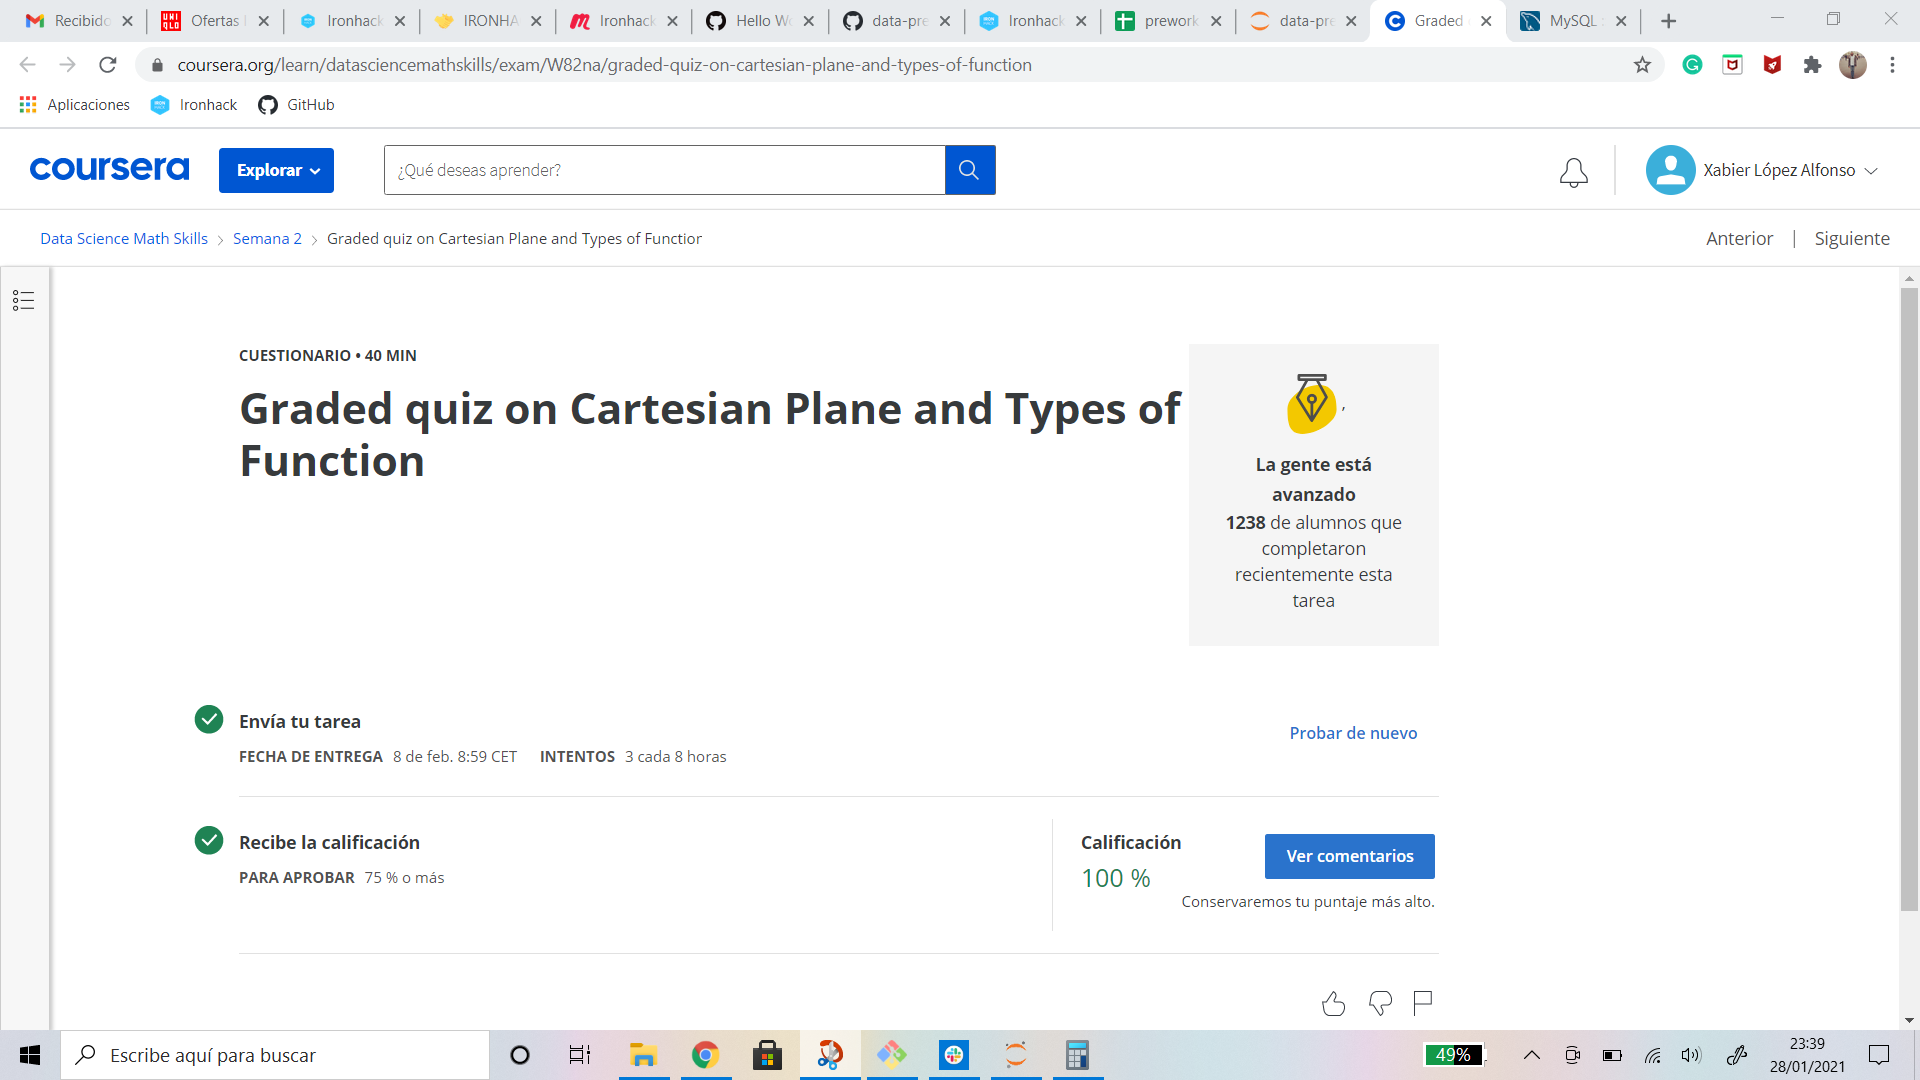 Recibido
Ofertas
Ironhack
IRONHA
Ironhack
Hello Wo
data-pre
Ironhack
prework
data-pre
Graded
MySQL
coursera.org/learn/datasciencemathskills/exam/W82na/graded-quiz-on-cartesian-plane-and-types-of-function
Aplicaciones
Ironhack
GitHub
coursera
Explorar
¿Qué deseas aprender?
Xabier López Alfonso
Data Science Math Skills > Semana 2 > Graded quiz on Cartesian Plane and Types of Functior
Anterior | Siguiente
CUESTIONARIO • 40 MIN
Graded quiz on Cartesian Plane and Types of
Function
,
La gente está
avanzado
1238 de alumnos que
completaron
recientemente esta
tarea
Envía tu tarea
FECHA DE ENTREGA 8 de feb. 8:59 CET INTENTOS 3 cada 8 horas
Probar de nuevo
Recibe la calificación
PARA APROBAR 75 % o más
Calificación
100 %
Ver comentarios
Conservaremos tu puntaje más alto.
Escribe aquí para buscar
49%
23:39
28/01/2021